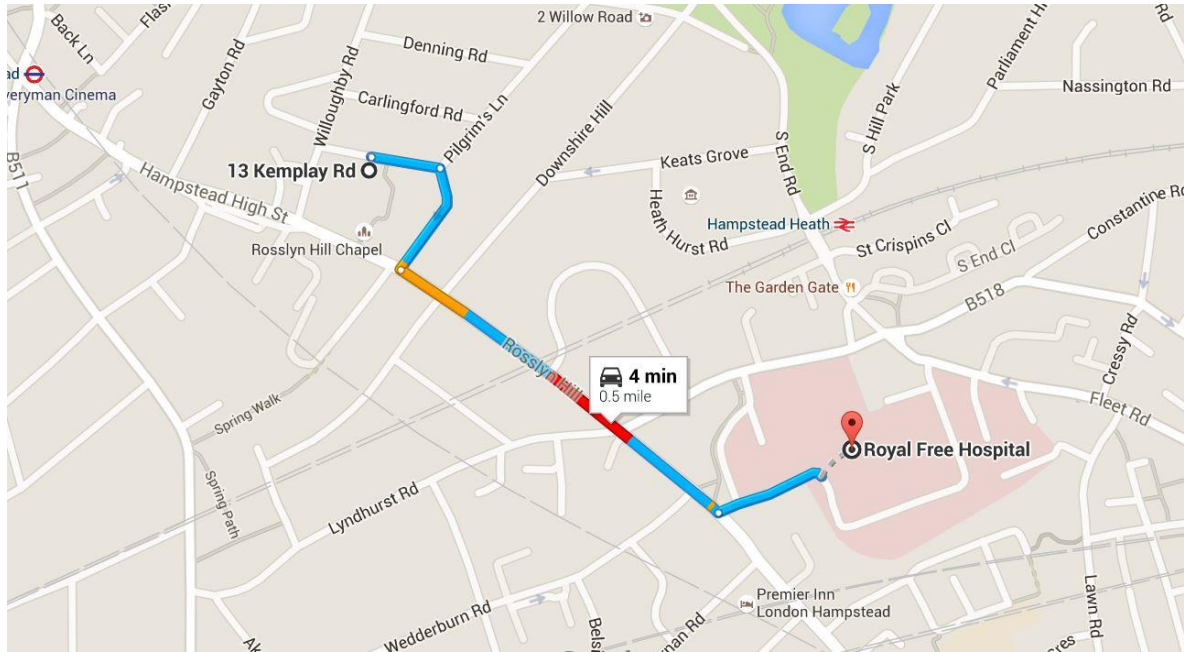 2 Willow Road
Back Ln
Gayton Rd
Willoughby Rd
Denning Rd
Carlingford Rd
Pilgrim's Ln
Downshire Hill
S End Rd
S Hill Park
Nassington Rd
Everyman Cinema
B511
Hampstead High St
13 Kemplay Rd
Keats Grove
Heath Hurst Rd
Hampstead Heath
St Crispins Cl
S End Cl
Constantine Rd
Rosslyn Hill Chapel
The Garden Gate
B518
Cressy Rd
Rosslyn Hill
4 min
0.5 mile
Fleet Rd
Spring Walk
Spring Path
Lyndhurst Rd
Royal Free Hospital
Premier Inn
London Hampstead
Wedderburn Rd
Lawn Rd